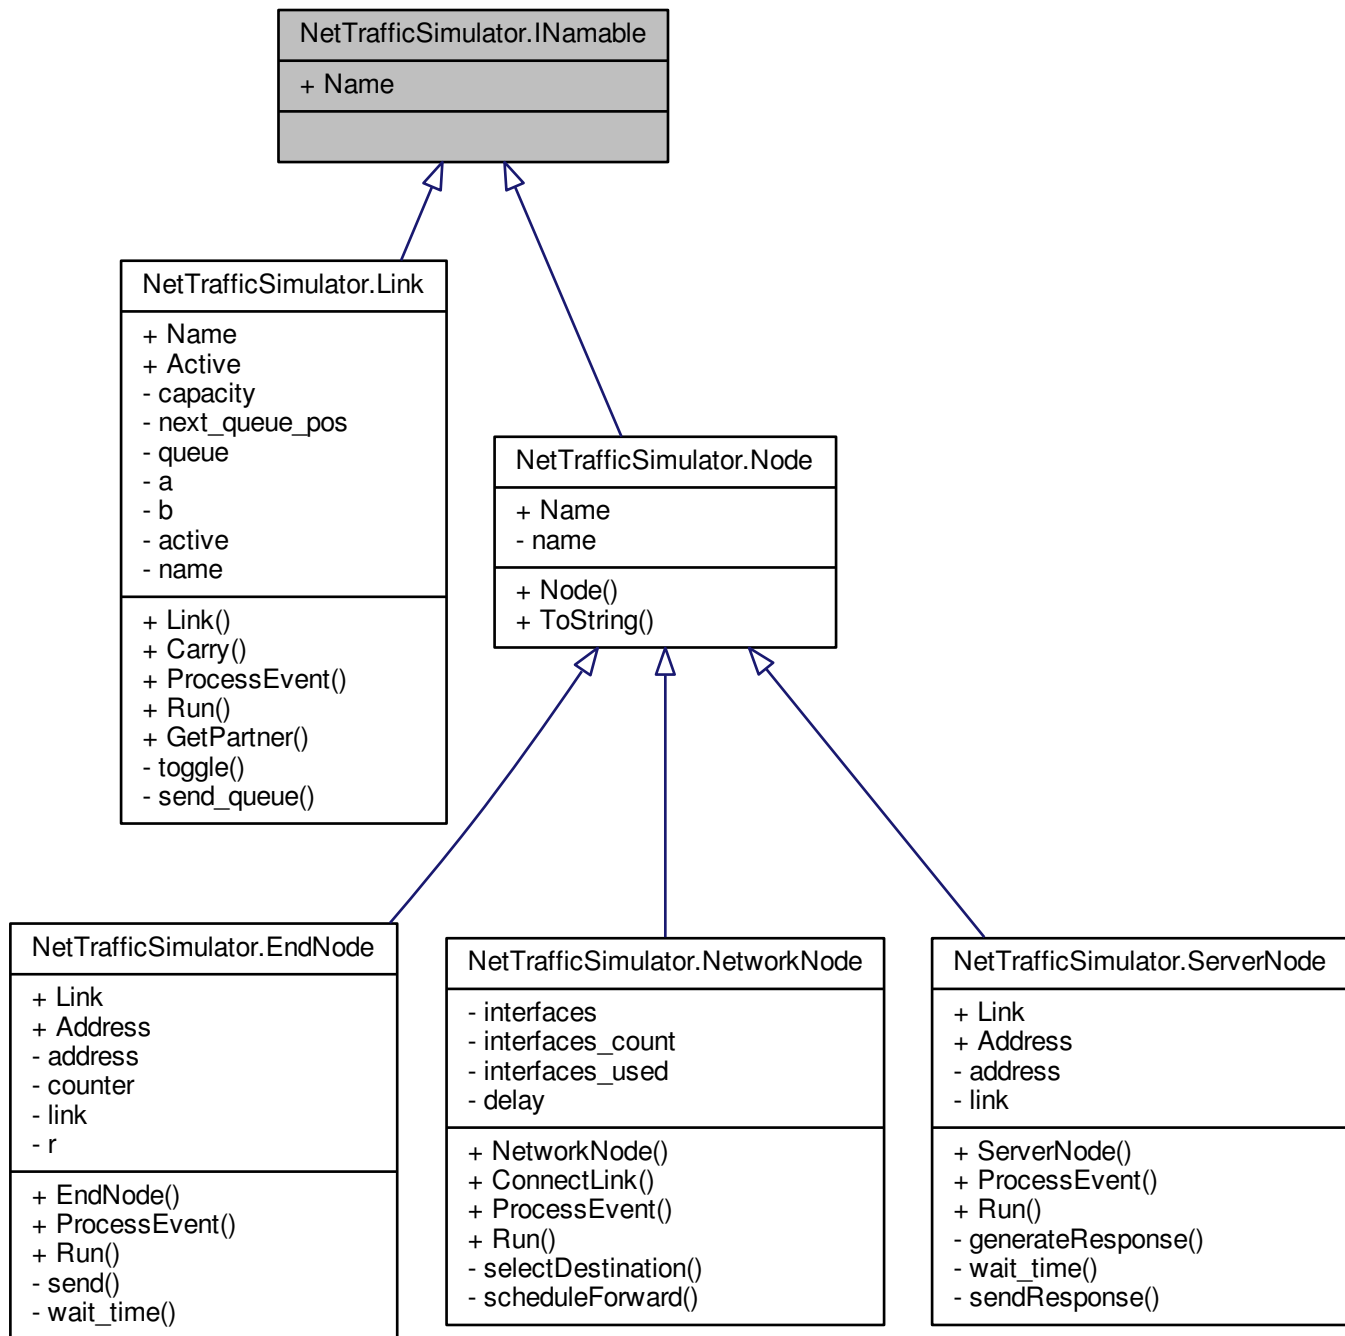 NetTrafficSimulator.INamable
+ Name
NetTrafficSimulator.Link
+ Name
+ Active
- capacity
- next_queue_pos
- queue
- a
- b
- active
- name
+ Link()
+ Carry()
+ ProcessEvent()
+ Run()
+ GetPartner()
- toggle()
- send_queue()
NetTrafficSimulator.Node
+ Name
- name
+ Node()
+ ToString()
NetTrafficSimulator.EndNode
+ Link
+ Address
- address
- counter
- link
- r
+ EndNode()
+ ProcessEvent()
+ Run()
- send()
- wait_time()
NetTrafficSimulator.NetworkNode
- interfaces
- interfaces_count
- interfaces_used
- delay
+ NetworkNode()
+ ConnectLink()
+ ProcessEvent()
+ Run()
- selectDestination()
- scheduleForward()
NetTrafficSimulator.ServerNode
+ Link
+ Address
- address
- link
+ ServerNode()
+ ProcessEvent()
+ Run()
- generateResponse()
- wait_time()
- sendResponse()